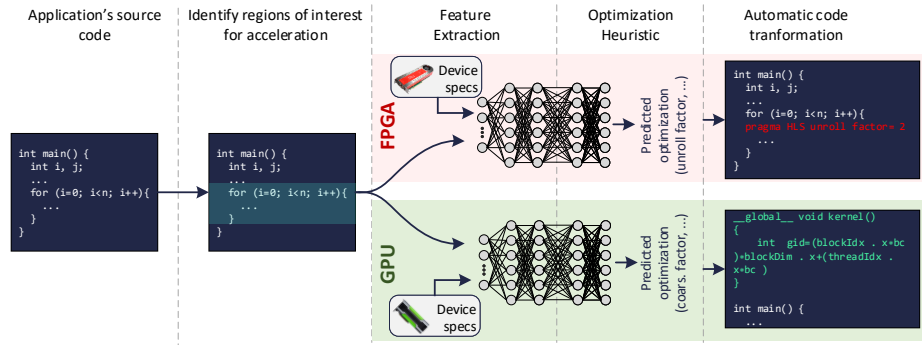 Application's source
code
Identify regions of interest
for acceleration
Feature
Extraction
Optimization
Heuristic
Automatic code
tranformation
int main() {
int i, j;
...
for (i=0; i<n; i++){
...
}
}
int main() {
int i, j;
...
for (i=0; i<n; i++){
...
}
}
FPGA
Device
specs
Predicted
optimization
(unroll factor, ...)
int main() {
int i, j;
...
for (i=0; i<n; i++){
pragma HLS unroll factor= 2
...
}
}
GPU
Device
specs
Predicted
optimization
(coars. factor, ...)
__global__ void kernel()
{
int gid=(blockIdx . x*bc
)*blockDim . x+(threadIdx .
x*bc )
}
int main() {
...